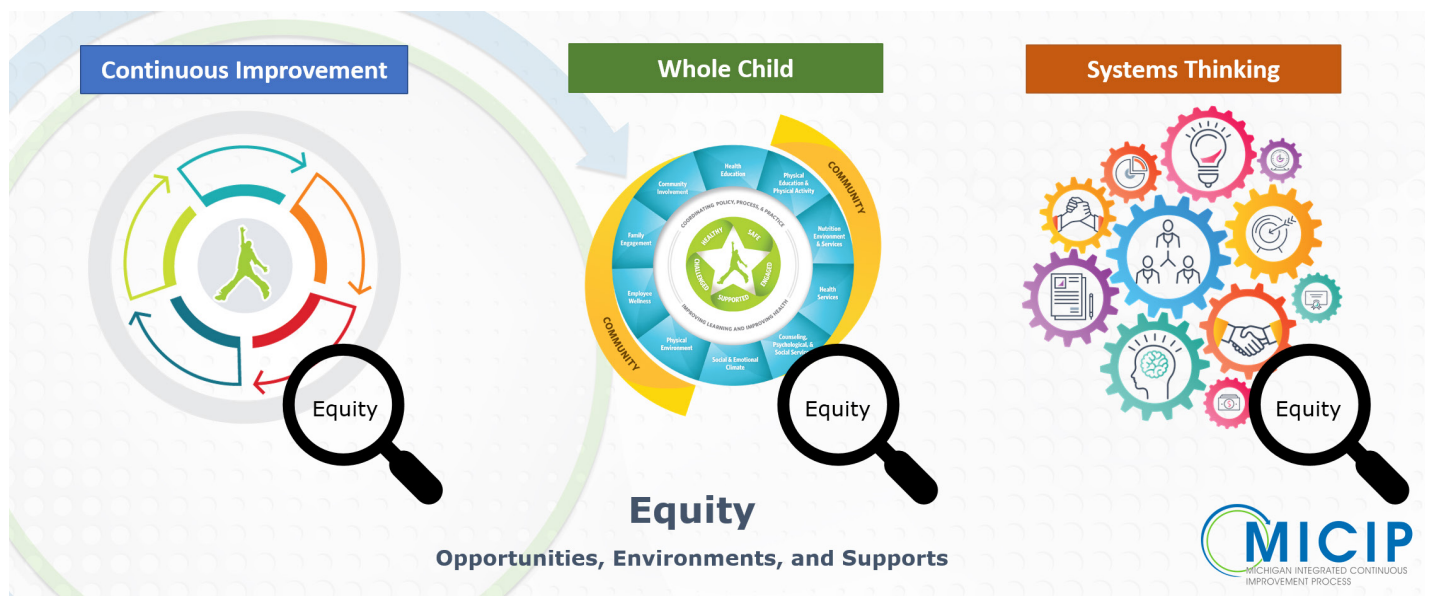 Continuous Improvement
Whole Child
Systems Thinking
Equity
COMMUNITY
Health
Education
Physical
Education &
Physical Activity
Nutrition
Environment
& Services
Health
Services
Counseling,
Psychological, &
Social Servic
Social & Emotional
Climate
Physical
Environment
Employee
Wellness
Family
Engagement
Community
Involvement
COORDINATING POLICY, PROCESS, & PRACTICE
IMPROVING LEARNING AND IMPROVING HEALTH
HEALTHY
SAFE
ENGAGED
SUPPORTED
CHALLENGED
COMMUNITY
Equity
Equity
Equity
Opportunities, Environments, and Supports
MICIP
MICHIGAN INTEGRATED CONTINUOUS
IMPROVEMENT PROCESS